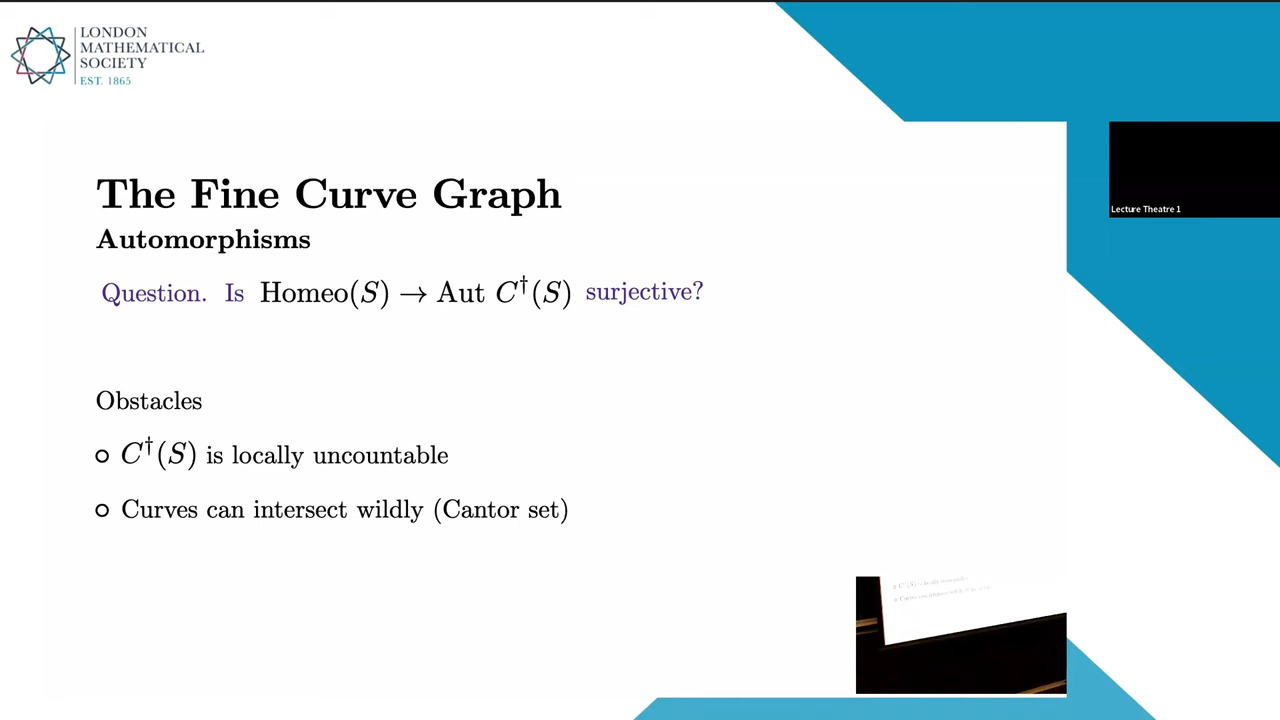 LONDON
MATHEMATICAL
SOCIETY
EST. 1865
The Fine Curve Graph
Automorphisms
Question. Is Homeo(S) → Aut C†(S) surjective?
Lecture Theatre 1
Obstacles
C†(S) is locally uncountable
Curves can intersect wildly (Cantor set)